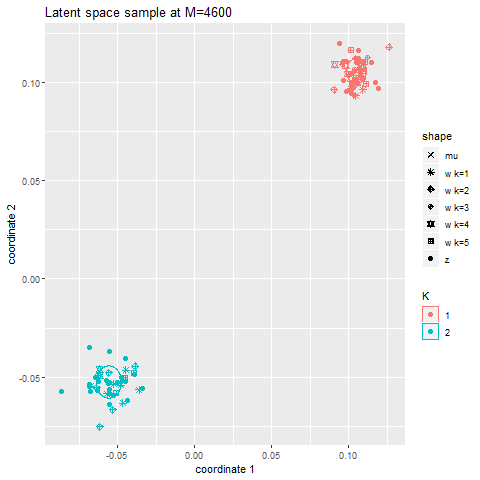 Latent space sample at M=4600
coordinate 2
0.10
0.05
0.00
-0.05
-0.05
0.00
0.05
0.10
coordinate 1
shape
mu
w k=1
w k=2
w k=3
w k=4
w k=5
z
K
1
2